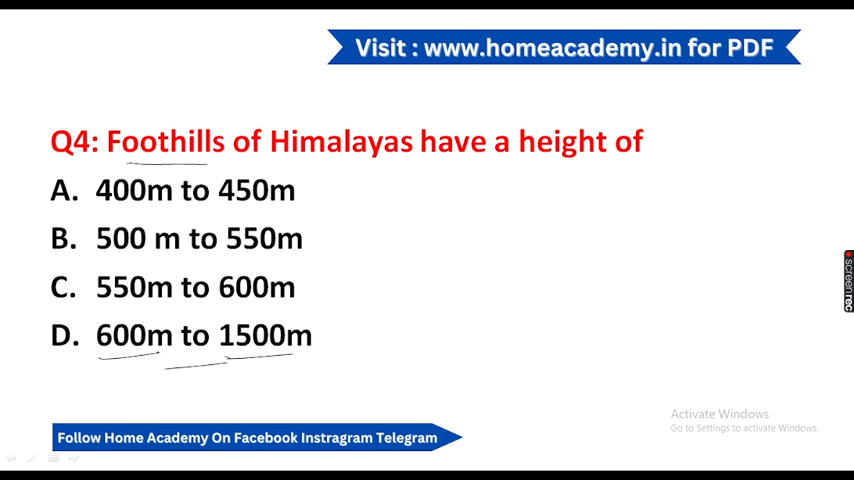 Visit : www.homeacademy.in for PDF
Q4: Foothills of Himalayas have a height of
A. 400m to 450m
B. 500 m to 550m
C. 550m to 600m
D. 600m to 1500m
screenrec
Activate Windows
Go to Settings to activate Windows.
Follow Home Academy On Facebook Instragram Telegram